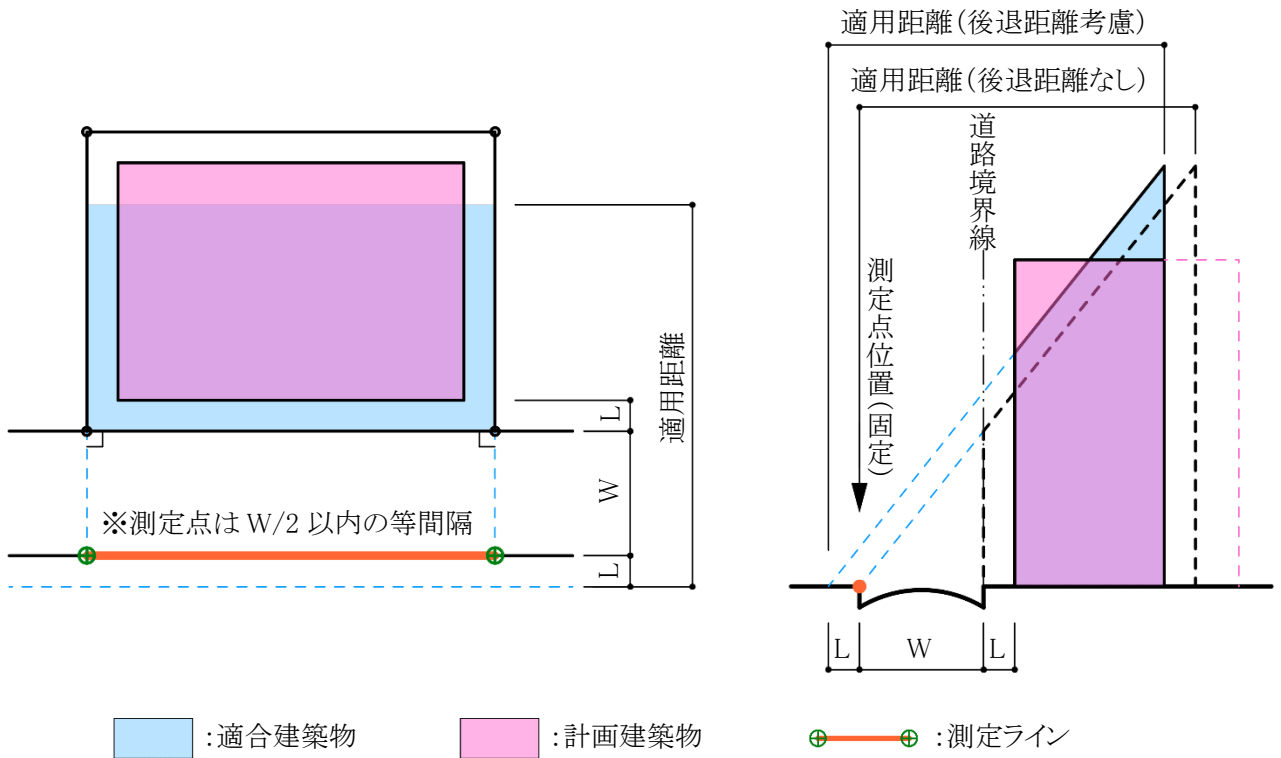 適用距離
L
W
L
※測定点は W/2 以内の等間隔
適用距離(後退距離考慮)
適用距離(後退距離なし)
道路境界線
測定点位置(固定)
L
W
L
:適合建築物
:計画建築物
:測定ライン